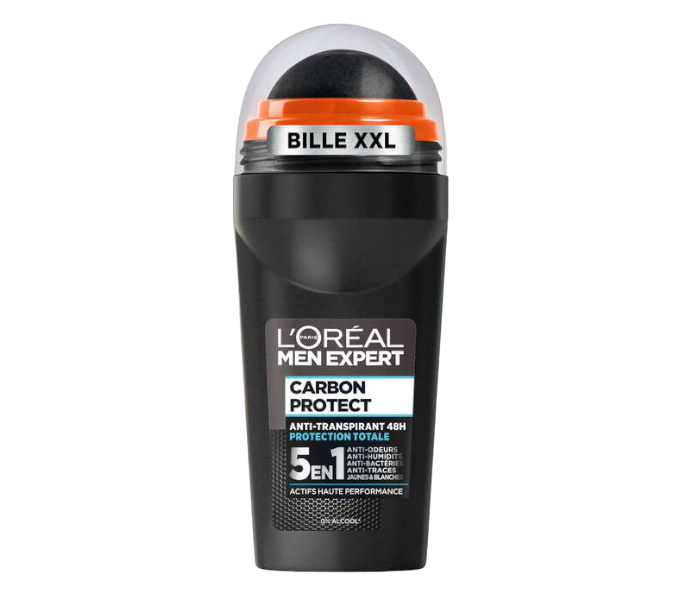 BILLE XXL
L'ORÉAL
PARIS
MEN EXPERT
CARBON
PROTECT
ANTI-TRANSPIRANT 48H
PROTECTION TOTALE
5EN1
ANTI-ODEURS
ANTI-HUMIDITÉ
ANTI-BACTÉRIES
ANTI-TRACES
JAUNES & BLANCHES
ACTIFS HAUTE PERFORMANCE
0% ALCOOL*